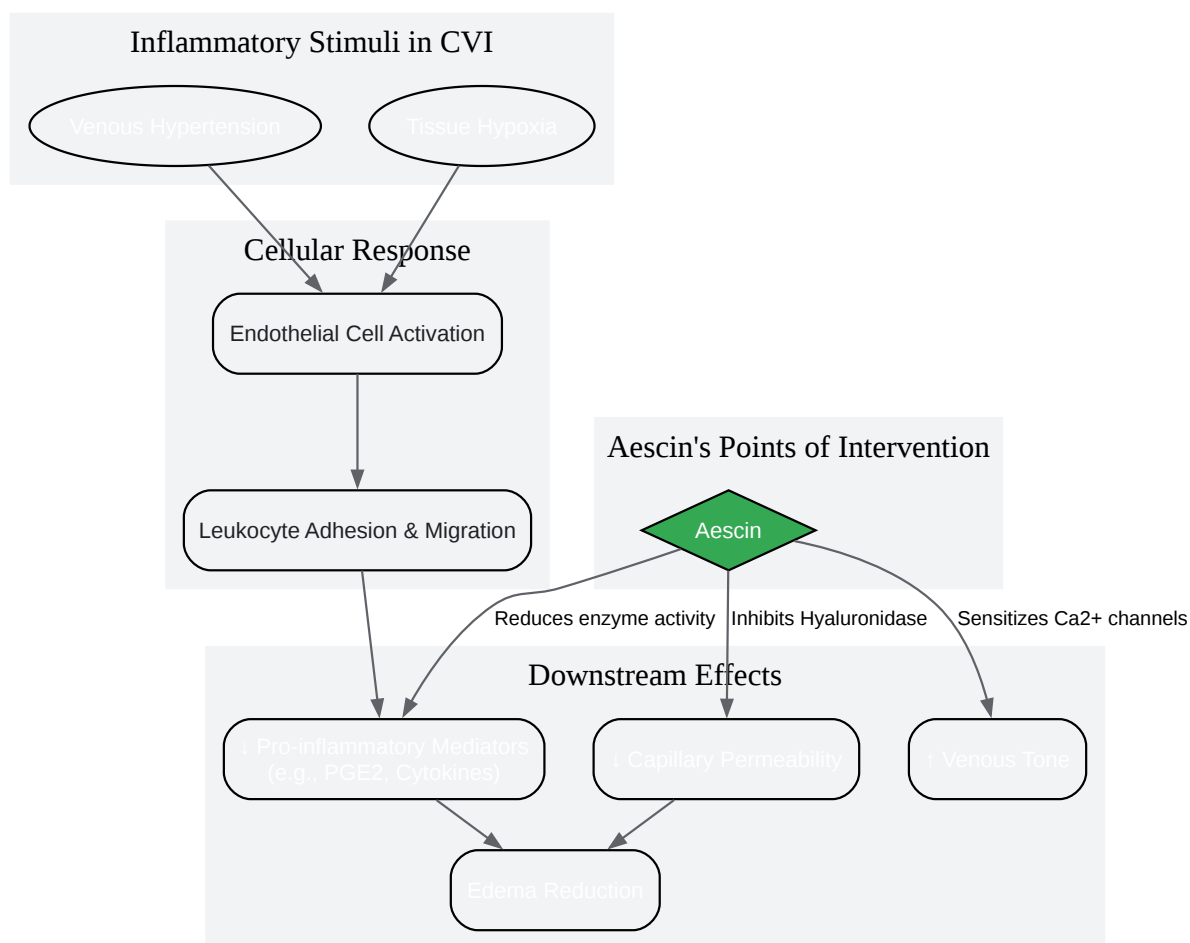 Inflammatory Stimuli in CVI
Venous Hypertension
Tissue Hypoxia
Cellular Response
Endothelial Cell Activation
Aescin's Points of Intervention
Leukocyte Adhesion & Migration
Aescin
Reduces enzyme activity
Inhibits Hyaluronidase
Sensitizes Ca2+ channels
Downstream Effects
↓ Pro-inflammatory Mediators
(e.g., PGE2, Cytokines)
↓ Capillary Permeability
↑ Venous Tone
Edema Reduction